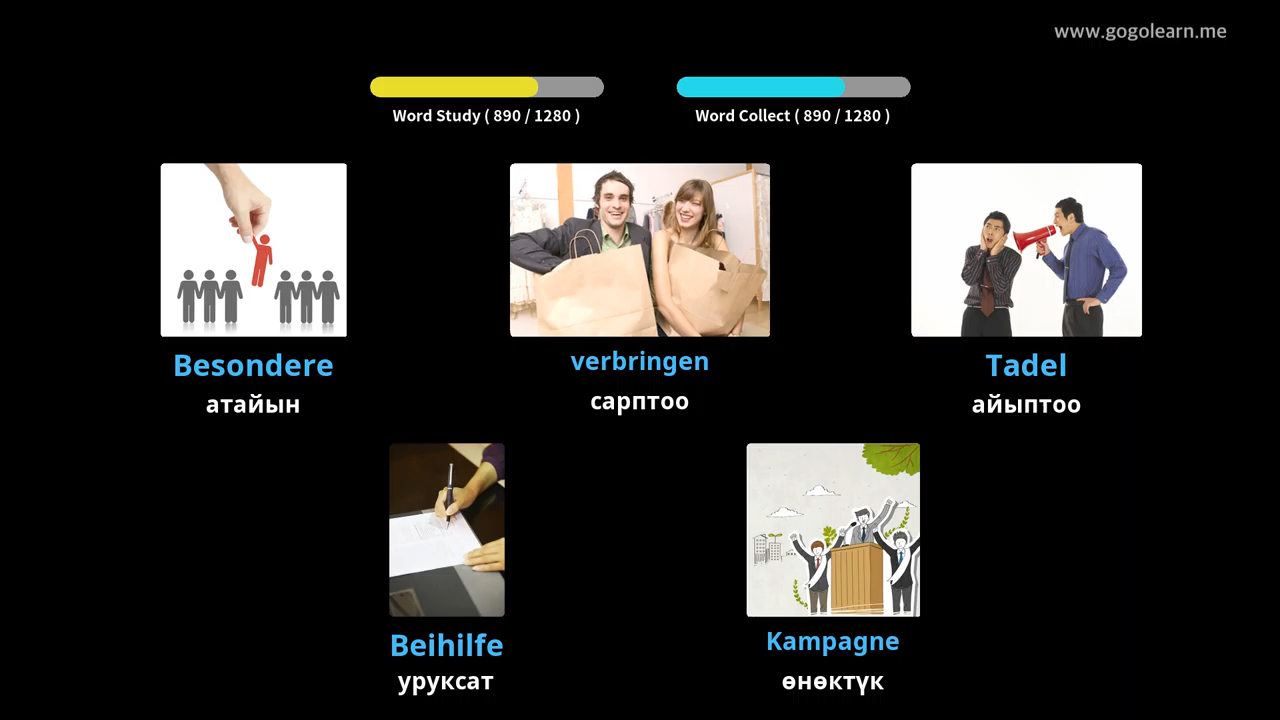 www.gogolearn.me
Word Study ( 890 / 1280 )
Word Collect ( 890 / 1280 )
Besondere
атайын
verbringen
сарптоо
Tadel
айыптоо
Beihilfe
уруксат
Kampagne
өнөктүк